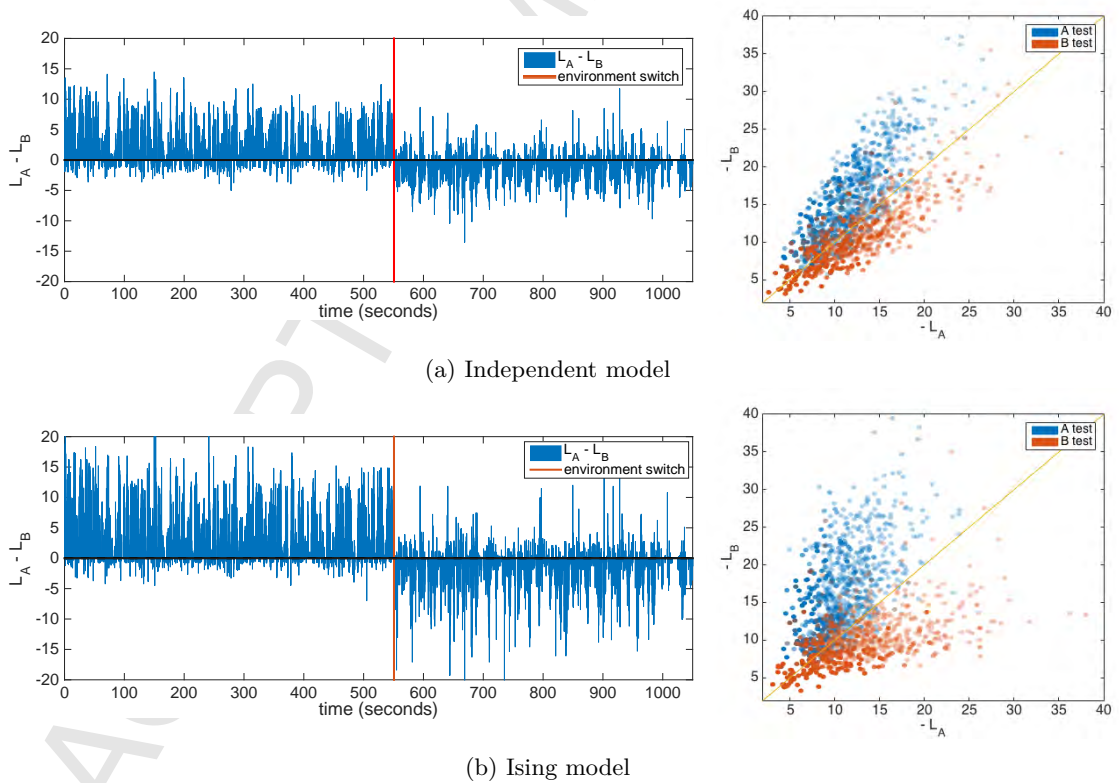 20
15
10
5
0
-5
-10
-15
-20
L_A - L_B
0 100 200 300 400 500 600 700 800 900 1000
time (seconds)
L_A - L_B
environment switch
40
35
30
25
20
15
10
5
- L_B
5 10 15 20 25 30 35 40
- L_A
A test
B test
(a) Independent model
20
15
10
5
0
-5
-10
-15
-20
L_A - L_B
0 100 200 300 400 500 600 700 800 900 1000
time (seconds)
L_A - L_B
environment switch
40
35
30
25
20
15
10
5
- L_B
5 10 15 20 25 30 35 40
- L_A
A test
B test
(b) Ising model